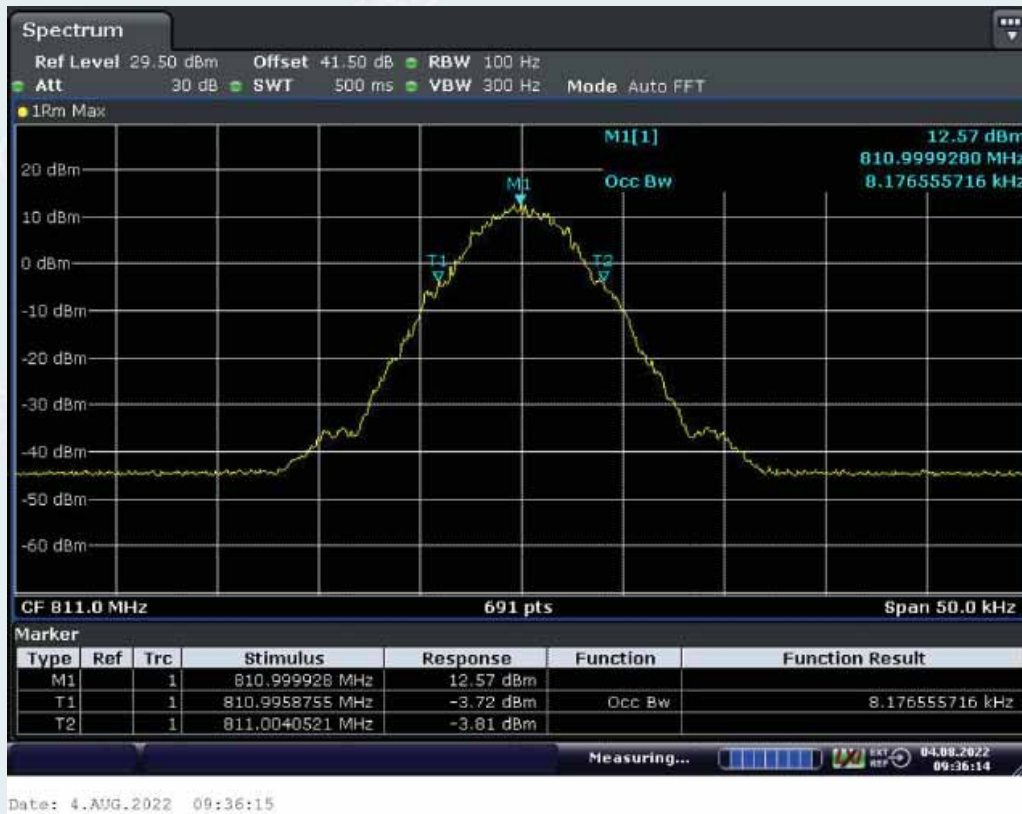 Spectrum
Ref Level 29.50 dBm Offset 41.50 dB RBW 100 Hz
Att 30 dB SWT 500 ms VBW 300 Hz Mode Auto FFT
1Rm Max
M1[1] 12.57 dBm
810.9999280 MHz
20 dBm
M1 Occ Bw 8.176555716 kHz
10 dBm
0 dBm T1 T2
-10 dBm
-20 dBm
-30 dBm
-40 dBm
-50 dBm
-60 dBm
CF 811.0 MHz 691 pts Span 50.0 kHz
Marker
Type Ref Trc Stimulus Response Function Function Result
M1 1 810.999928 MHz 12.57 dBm
T1 1 810.9958755 MHz -3.72 dBm Occ Bw 8.176555716 kHz
T2 1 811.0040521 MHz -3.81 dBm
Measuring... EXT REF 04.08.2022
09:36:14
Date: 4.AUG.2022 09:36:15